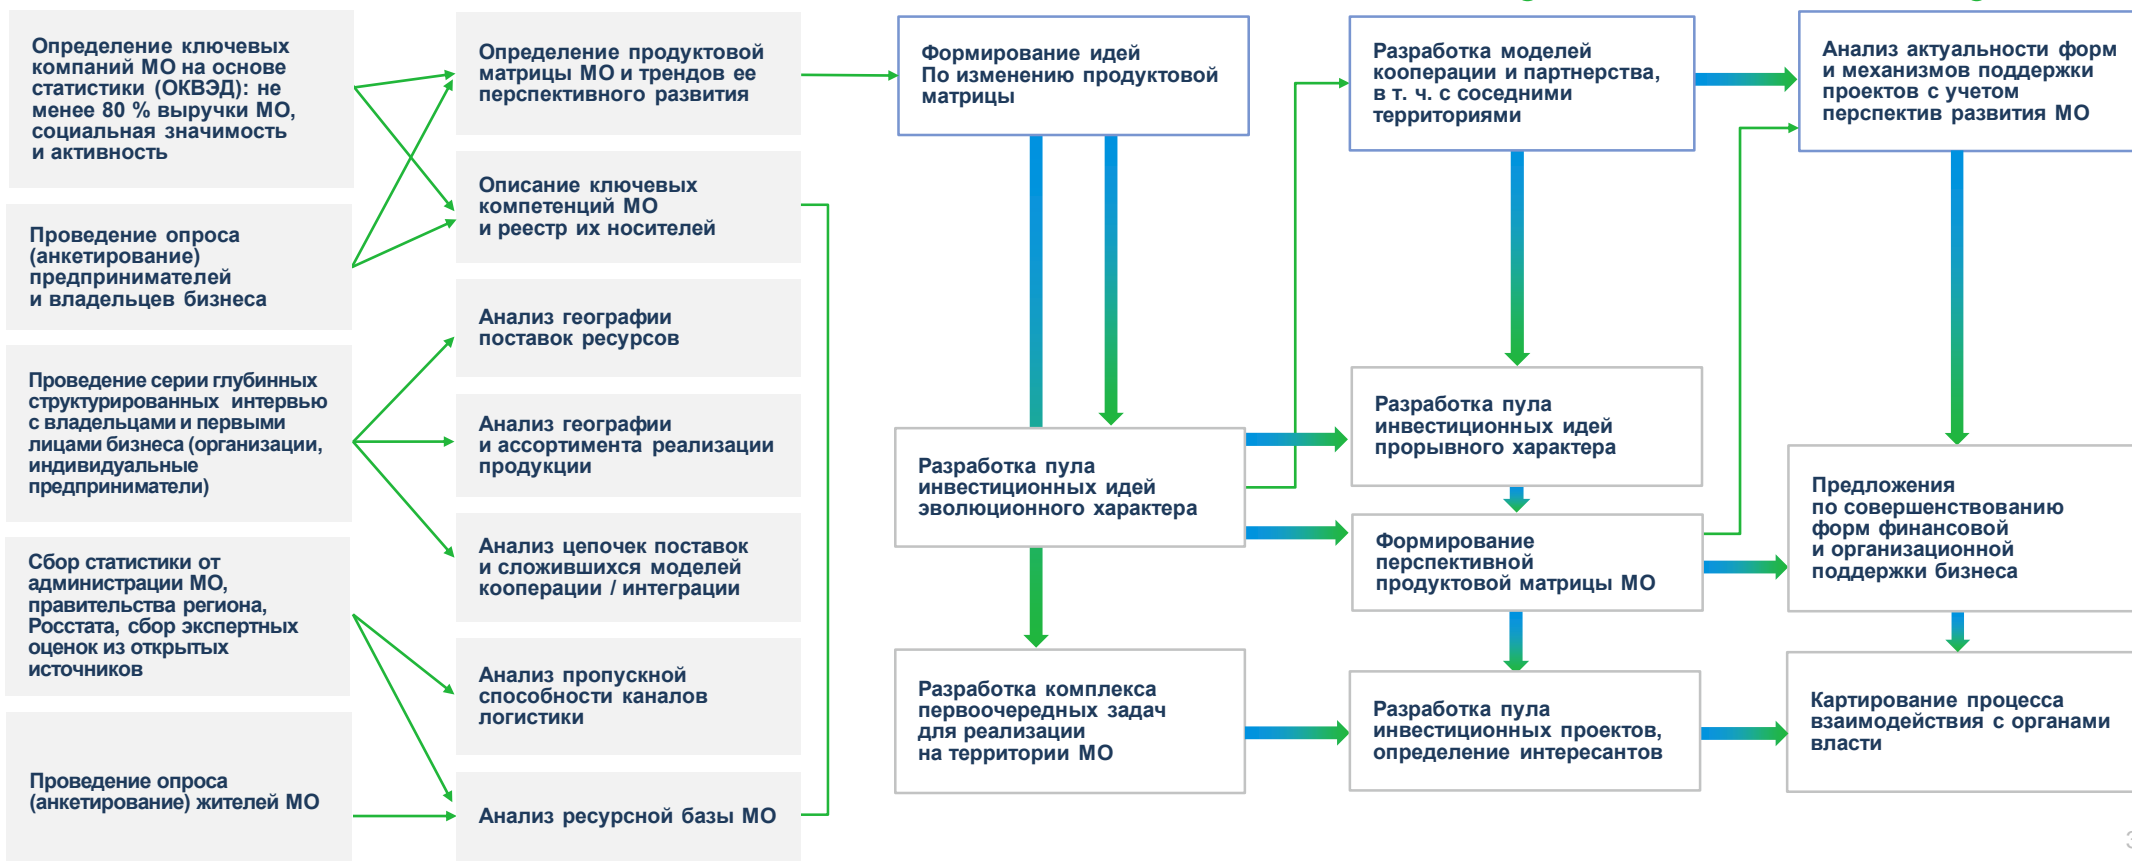 Определение ключевых
компаний МО на основе
статистики (ОКВЭД): не
менее 80 % выручки МО,
социальная значимость
и активность
Проведение опроса
(анкетирование)
предпринимателей
и владельцев бизнеса
Проведение серии глубинных
структурированных интервью
с владельцами и первыми
лицами бизнеса (организации,
индивидуальные
предприниматели)
Сбор статистики от
администрации МО,
правительства региона,
Росстата, сбор экспертных
оценок из открытых
источников
Проведение опроса
(анкетирование) жителей МО
Определение продуктовой
матрицы МО и трендов ее
перспективного развития
Описание ключевых
компетенций МО
и реестр их носителей
Анализ географии
поставок ресурсов
Анализ географии
и ассортимента реализации
продукции
Анализ цепочек поставок
и сложившихся моделей
кооперации / интеграции
Анализ пропускной
способности каналов
логистики
Анализ ресурсной базы МО
Формирование идей
По изменению продуктовой
матрицы
Разработка пула
инвестиционных идей
эволюционного характера
Разработка комплекса
первоочередных задач
для реализации
на территории МО
Разработка моделей
кооперации и партнерства,
в т. ч. с соседними
территориями
Разработка пула
инвестиционных идей
прорывного характера
Формирование
перспективной
продуктовой матрицы МО
Разработка пула
инвестиционных проектов,
определение интересантов
Анализ актуальности форм
и механизмов поддержки
проектов с учетом
перспектив развития МО
Предложения
по совершенствованию
форм финансовой
и организационной
поддержки бизнеса
Картирование процесса
взаимодействия с органами
власти
3